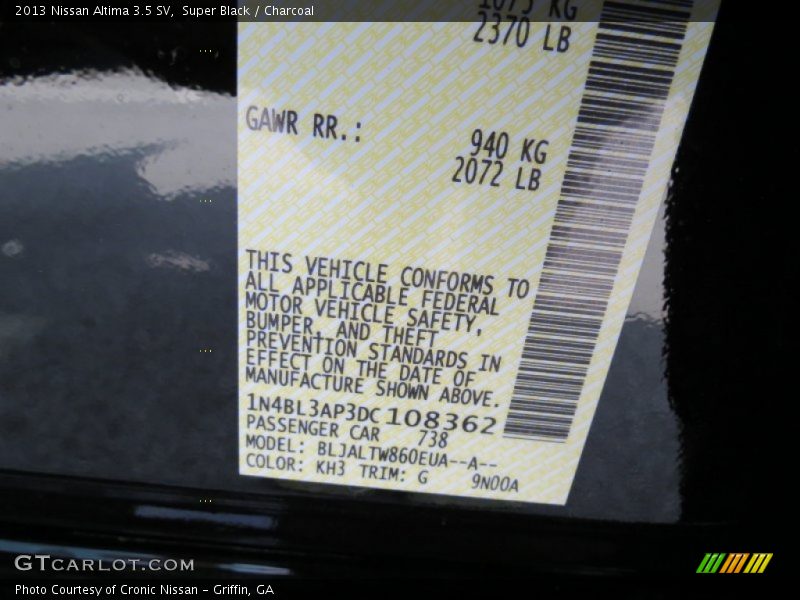 2013 Nissan Altima 3.5 SV, Super Black / Charcoal
1075 KG
2370 LB
GAWR RR.:
940 KG
2072 LB
THIS VEHICLE CONFORMS TO
ALL APPLICABLE FEDERAL
MOTOR VEHICLE SAFETY,
BUMPER, AND THEFT
PREVENTION STANDARDS IN
EFFECT ON THE DATE OF
MANUFACTURE SHOWN ABOVE.
1N4BL3AP3DC108362
PASSENGER CAR 738
MODEL: BLJALTW860EUA--A--
COLOR: KH3 TRIM: G 9N00A
GTCARLOT.COM
Photo Courtesy of Cronic Nissan - Griffin, GA